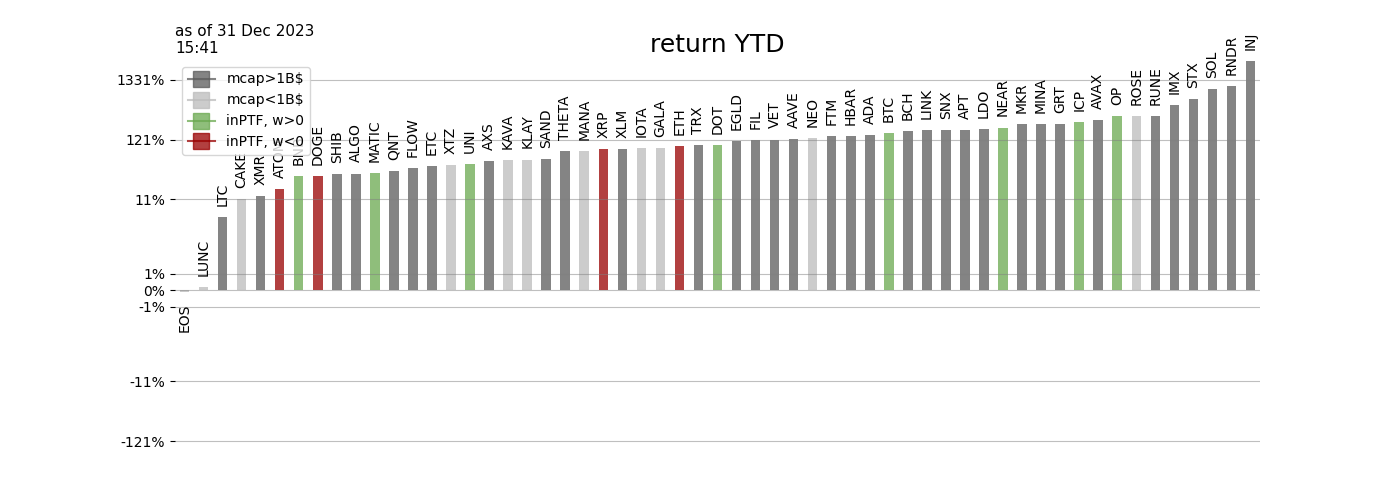 as of 31 Dec 2023
15:41
return YTD
mcap>1B$
mcap<1B$
inPTF, w>0
inPTF, w<0
1331%
121%
11%
1%
0%
-1%
-11%
-121%
EOS
LUNC
LTC
CAKE
XMR
DOGE
SHIB
ALGO
MATIC
QNT
FLOW
ETC
XTZ
UNI
AXS
KAVA
KLAY
SAND
THETA
MANA
XRP
XLM
IOTA
GALA
ETH
TRX
DOT
EGLD
FIL
VET
AAVE
NEO
FTM
HBAR
ADA
BTC
BCH
LINK
SNX
APT
LDO
NEAR
MKR
MINA
GRT
ICP
AVAX
OP
ROSE
RUNE
IMX
STX
SOL
RNDR
INJ